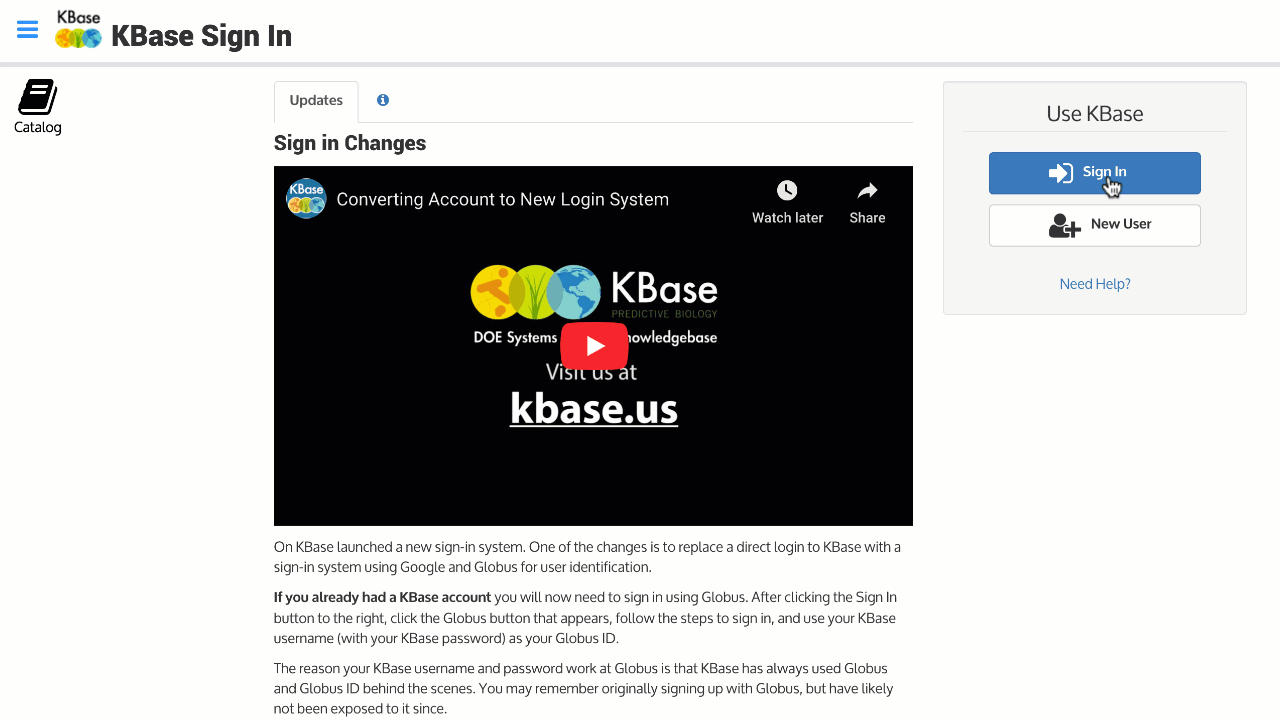 KBase
KBase Sign In
Catalog
Updates
Sign in Changes
KBase
Converting Account to New Login System
Watch later
Share
KBase
PREDICTIVE BIOLOGY
DOE Systems nowledgebase
Visit us at
kbase.us
On KBase launched a new sign-in system. One of the changes is to replace a direct login to KBase with a
sign-in system using Google and Globus for user identification.
If you already had a KBase account you will now need to sign in using Globus. After clicking the Sign In
button to the right, click the Globus button that appears, follow the steps to sign in, and use your KBase
username (with your KBase password) as your Globus ID.
The reason your KBase username and password work at Globus is that KBase has always used Globus
and Globus ID behind the scenes. You may remember originally signing up with Globus, but have likely
not been exposed to it since.
Use KBase
Sign In
New User
Need Help?